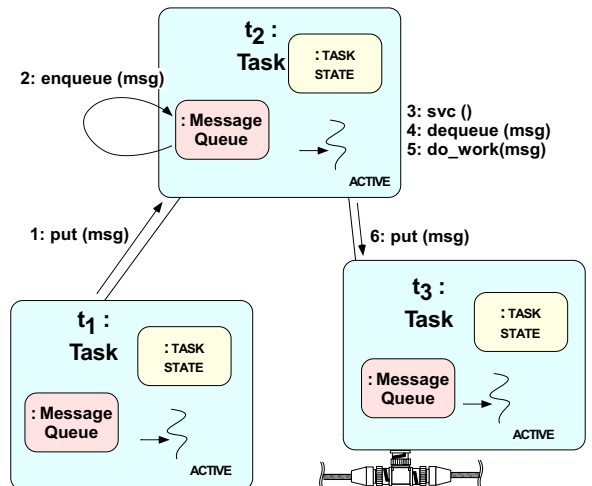 t2 :
Task
: TASK
STATE
2: enqueue (msg)
: Message
Queue
3: svc ()
4: dequeue (msg)
5: do_work(msg)
ACTIVE
1: put (msg)
6: put (msg)
t1 :
Task
: TASK
STATE
: Message
Queue
ACTIVE
t3 :
Task
: TASK
STATE
: Message
Queue
ACTIVE